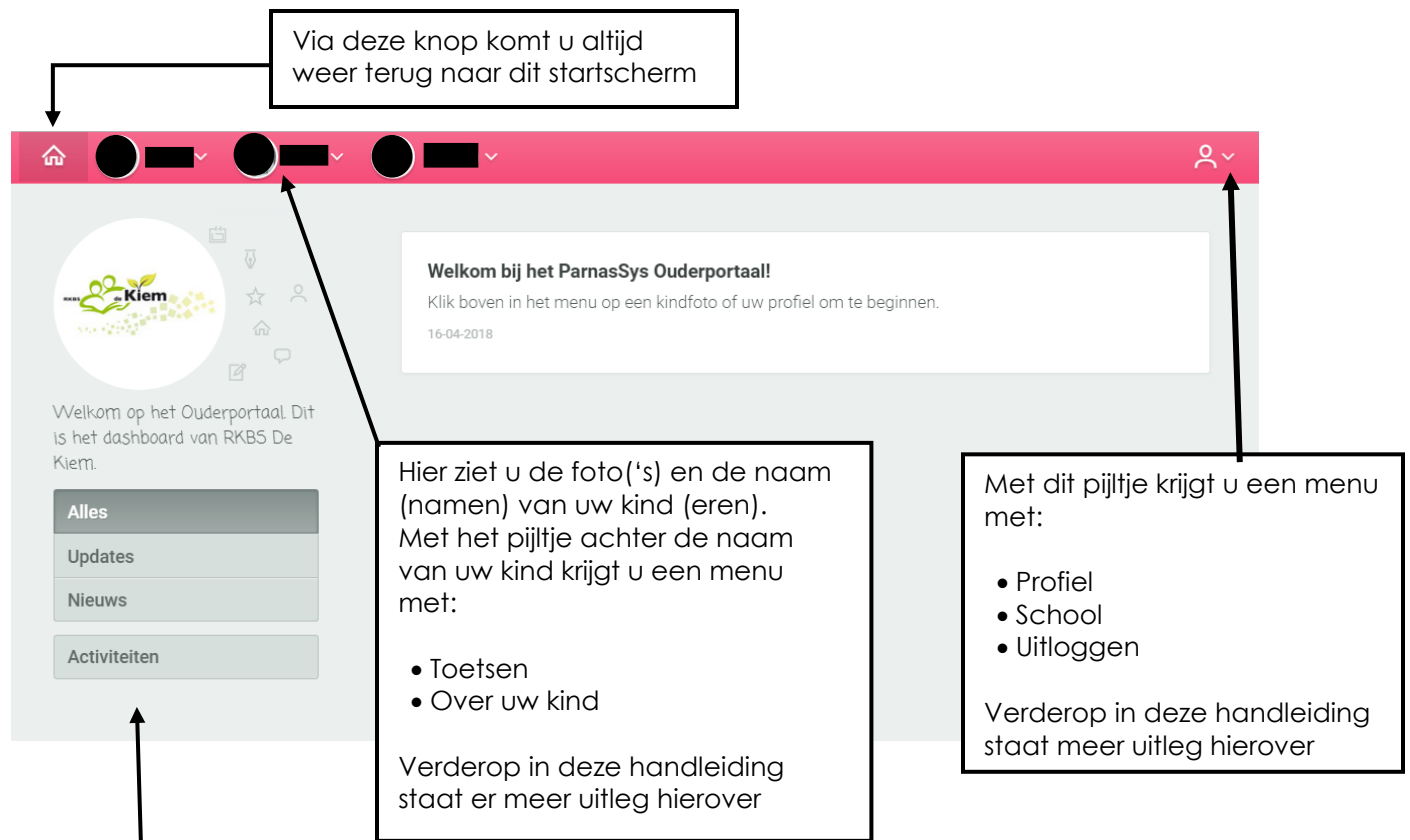 Via deze knop komt u altijd
weer terug naar dit startscherm
RKBS de Kiem
Welkom bij het ParnasSys Ouderportaal!
Klik boven in het menu op een kindfoto of uw profiel om te beginnen.
16-04-2018
Welkom op het Ouderportaal. Dit
is het dashboard van RKBS De
Kiem.
Alles
Updates
Nieuws
Activiteiten
Hier ziet u de foto(‘s) en de naam
(namen) van uw kind (eren).
Met het pijltje achter de naam
van uw kind krijgt u een menu
met:
• Toetsen
• Over uw kind
Verderop in deze handleiding
staat er meer uitleg hierover
Met dit pijltje krijgt u een menu
met:
• Profiel
• School
• Uitloggen
Verderop in deze handleiding
staat meer uitleg hierover